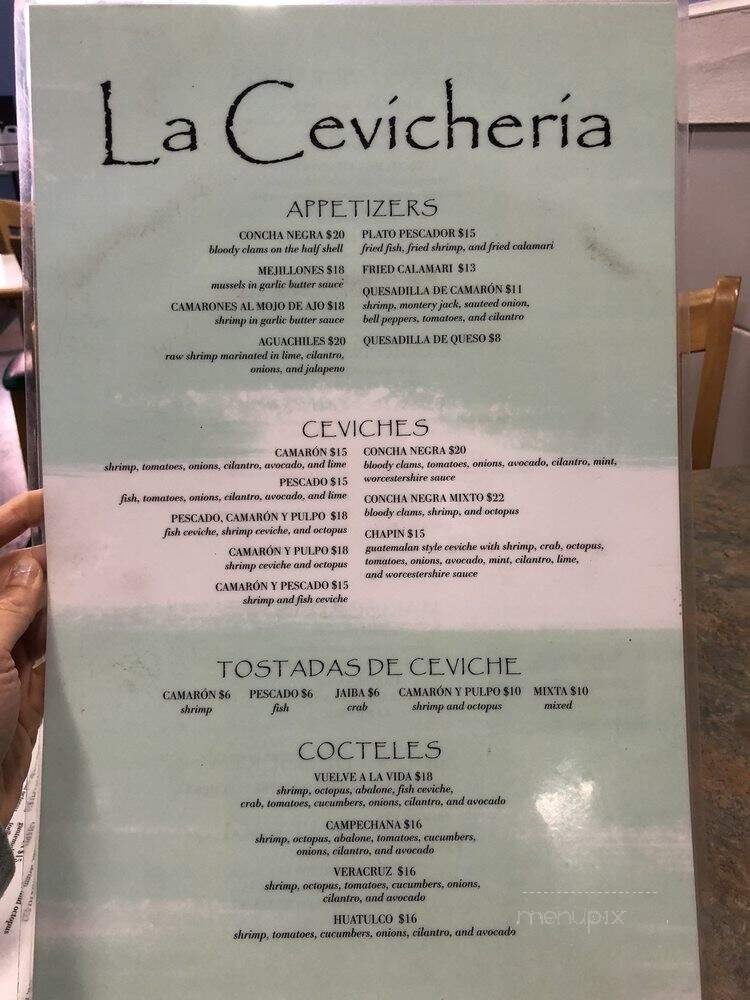 La Cevichería
APPETIZERS
CONCHA NEGRA $20
bloody clams on the half shell
MEJILLONES $18
mussels in garlic butter sauce
CAMARONES AL MOJO DE AJO $18
shrimp in garlic butter sauce
AGUACHILES $20
raw shrimp marinated in lime, cilantro,
onions, and jalapeno
PLATO PESCADOR $15
fried fish, fried shrimp, and fried calamari
FRIED CALAMARI $13
QUESADILLA DE CAMARÓN $11
shrimp, montery jack, sauteed onion,
bell peppers, tomatoes, and cilantro
QUESADILLA DE QUESO $8
CEVICHES
CAMARÓN $15
shrimp, tomatoes, onions, cilantro, avocado, and lime
PESCADO $15
fish, tomatoes, onions, cilantro, avocado, and lime
PESCADO, CAMARÓN Y PULPO $18
fish ceviche, shrimp ceviche, and octopus
CAMARÓN Y PULPO $18
shrimp ceviche and octopus
CAMARÓN Y PESCADO $15
shrimp and fish ceviche
CONCHA NEGRA $20
bloody clams, tomatoes, onions, avocado, cilantro, mint,
worcestershire sauce
CONCHA NEGRA MIXTO $22
bloody clams, shrimp, and octopus
CHAPIN $15
guatemalan style ceviche with shrimp, crab, octopus,
tomatoes, onions, avocado, mint, cilantro, lime,
and worcestershire sauce
TOSTADAS DE CEVICHE
CAMARÓN $6 PESCADO $6 JAIBA $6 CAMARÓN Y PULPO $10 MIXTA $10
shrimp fish crab shrimp and octopus mixed
COCTELES
VUELVE A LA VIDA $18
shrimp, octopus, abalone, fish ceviche,
crab, tomatoes, cucumbers, onions, cilantro, and avocado
CAMPECHANA $16
shrimp, octopus, abalone, tomatoes, cucumbers,
onions, cilantro, and avocado
VERACRUZ $16
shrimp, octopus, tomatoes, cucumbers, onions,
cilantro, and avocado
HUATULCO $16
shrimp, tomatoes, cucumbers, onions, cilantro, and avocado
menupix
and octopus